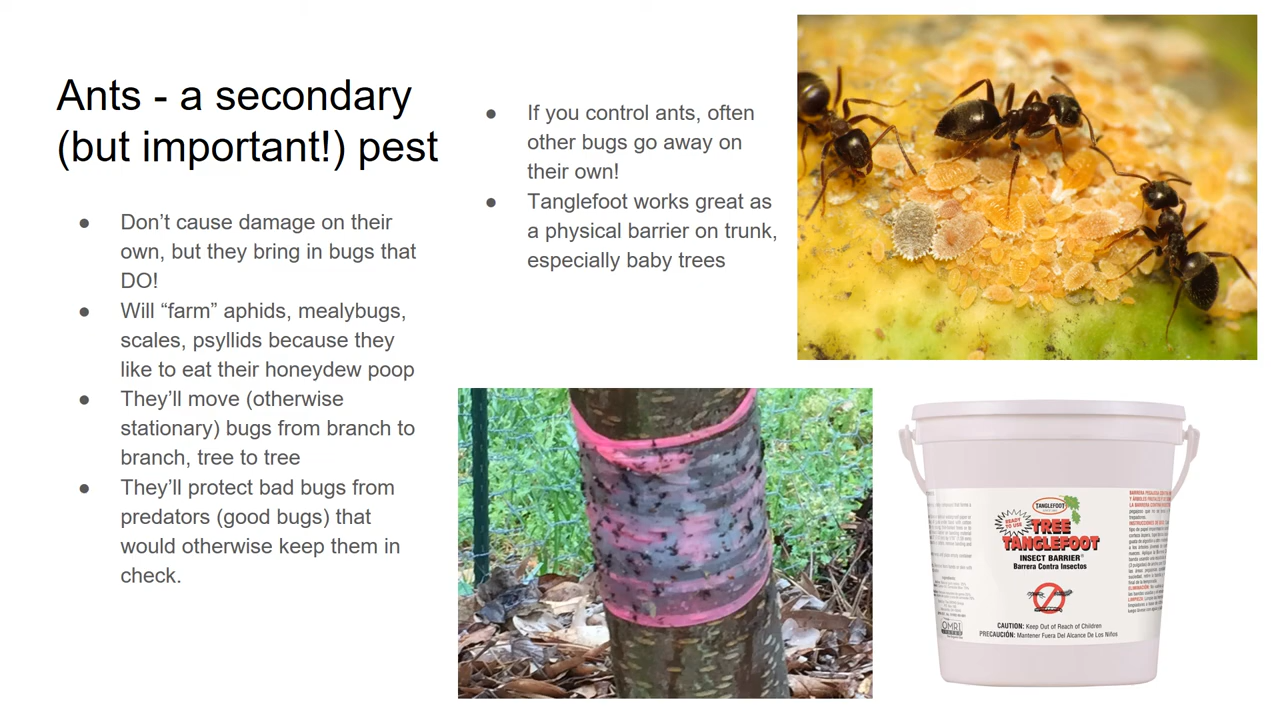 Ants - a secondary
(but important!) pest
● Don’t cause damage on their
own, but they bring in bugs that
DO!
● Will “farm” aphids, mealybugs,
scales, psyllids because they
like to eat their honeydew poop
● They’ll move (otherwise
stationary) bugs from branch to
branch, tree to tree
● They’ll protect bad bugs from
predators (good bugs) that
would otherwise keep them in
check.
● If you control ants, often
other bugs go away on
their own!
● Tanglefoot works great as
a physical barrier on trunk,
especially baby trees
TANGLEFOOT
READY
TO USE
TREE
TANGLEFOOT
INSECT BARRIER®
Barrera Contra Insectos
OMRI
CAUTION: Keep Out of Reach of Children
PRECAUCIÓN: Mantener Fuera Del Alcance De Los Niños